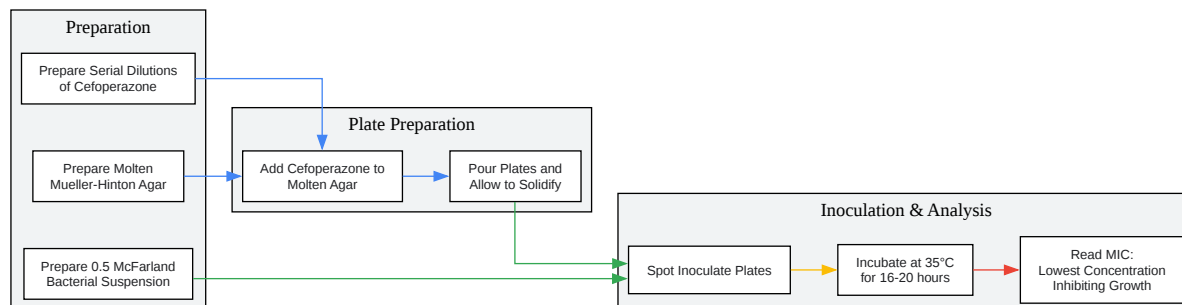 Preparation
Prepare Serial Dilutions
of Cefoperazone
Prepare Molten
Mueller-Hinton Agar
Prepare 0.5 McFarland
Bacterial Suspension
Plate Preparation
Add Cefoperazone to
Molten Agar
Pour Plates and
Allow to Solidify
Inoculation & Analysis
Spot Inoculate Plates
Incubate at 35°C
for 16-20 hours
Read MIC:
Lowest Concentration
Inhibiting Growth